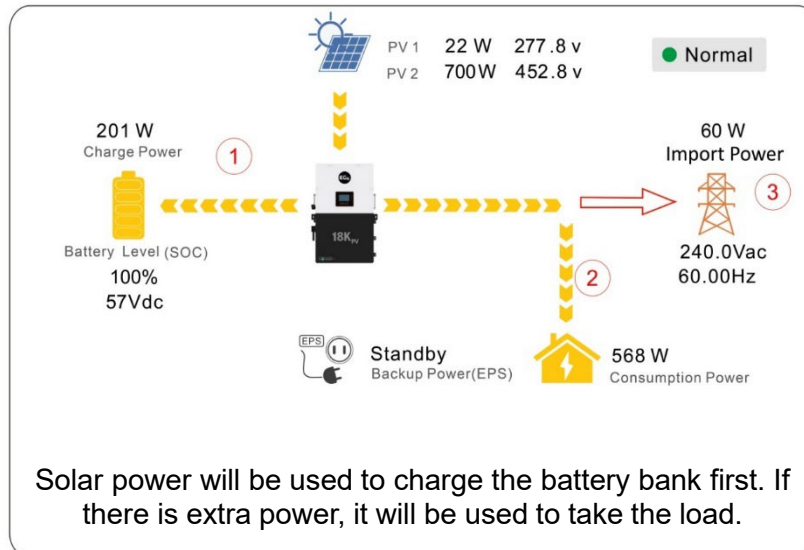 PV 1 22 W 277.8 v
PV 2 700W 452.8 v
Normal
201 W
Charge Power
1
60 W
Import Power
3
18KPV
Battery Level (SOC)
100%
57Vdc
240.0Vac
60.00Hz
2
EPS
Standby
Backup Power(EPS)
568 W
Consumption Power
Solar power will be used to charge the battery bank first. If
there is extra power, it will be used to take the load.